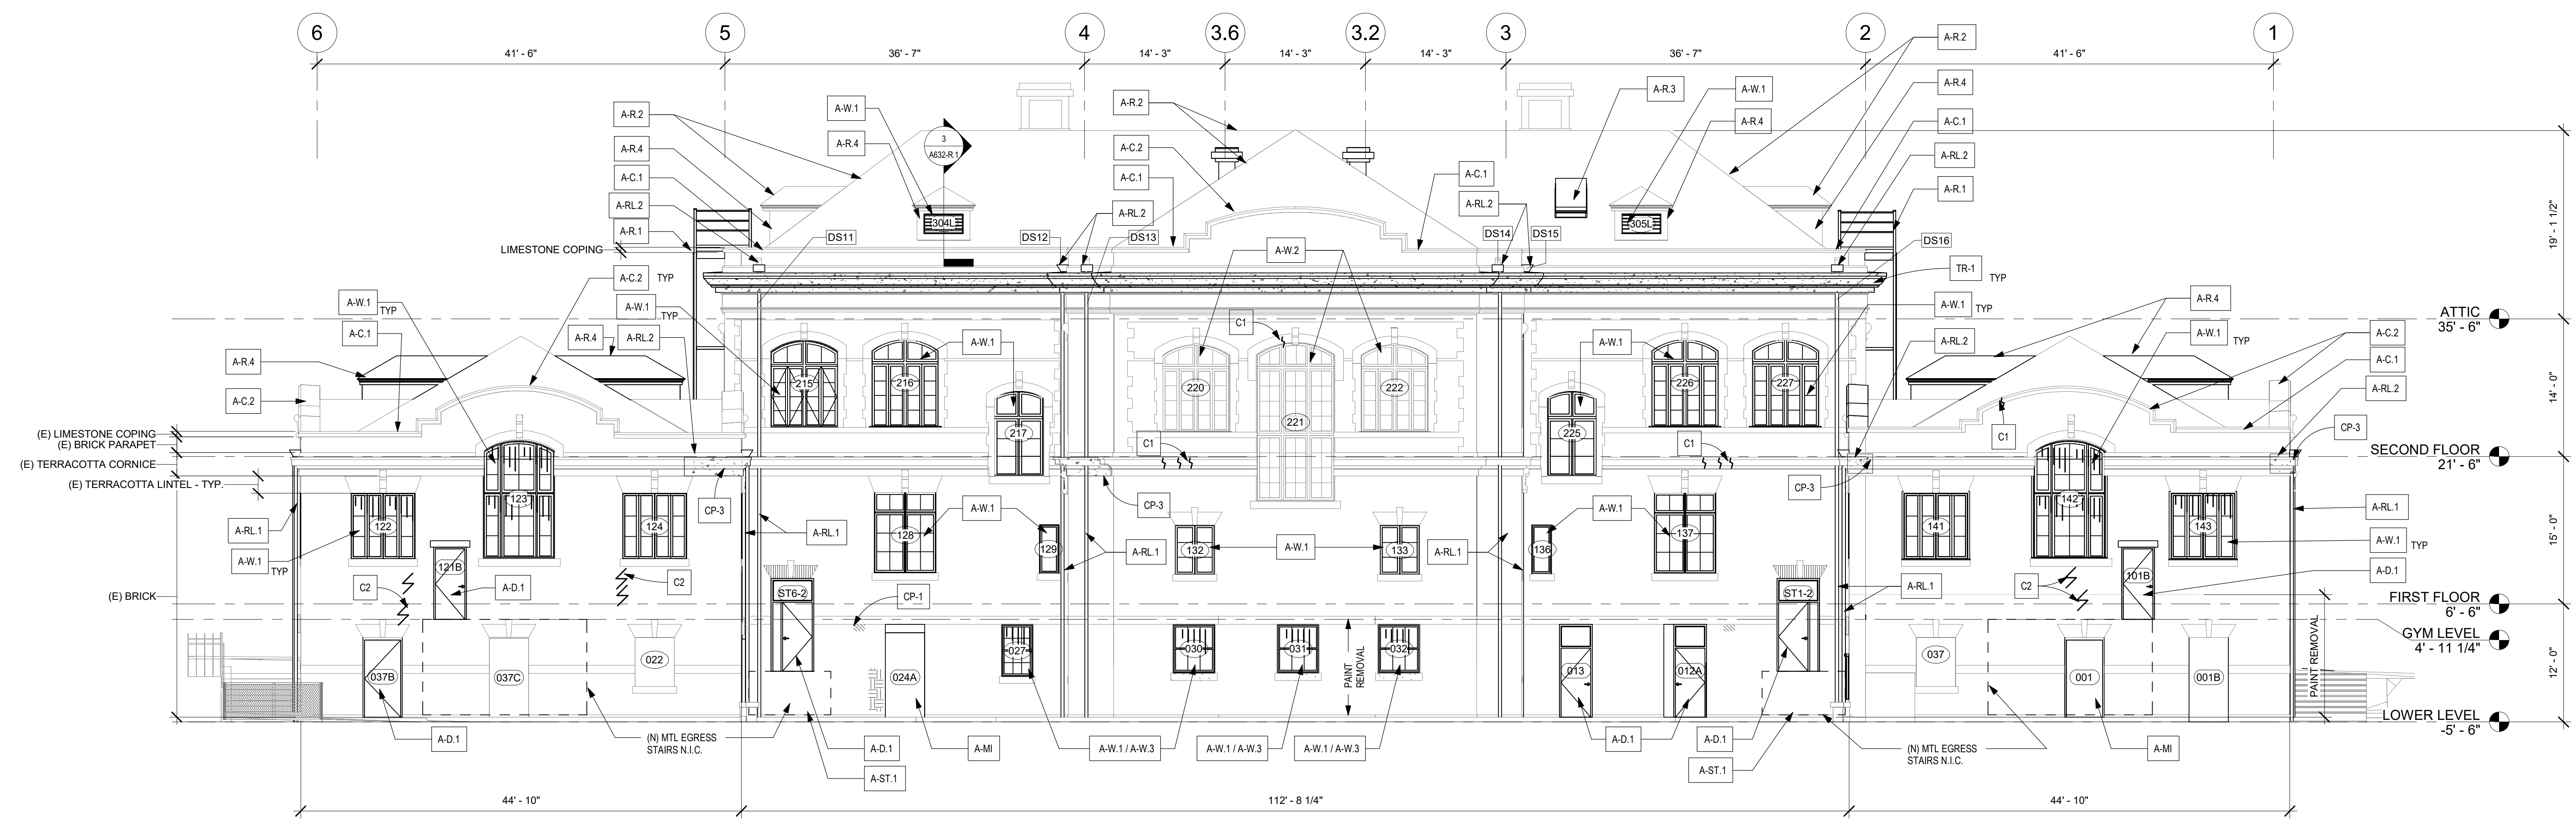 6
5
4
3.6
3.2
3
2
1
41' - 6"
36' - 7"
14' - 3"
14' - 3"
14' - 3"
36' - 7"
41' - 6"
A-R.2
A-R.4
A-C.1
A-RL.2
A-R.1
LIMESTONE COPING
A-W.1
A-R.4
3
A632-R.1
304L
A-R.2
A-C.2
A-C.1
A-RL.2
A-C.1
A-RL.2
A-R.3
A-W.1
A-R.4
305L
A-R.2
A-R.4
A-C.1
A-RL.2
A-R.1
DS11
DS12
DS13
DS14
DS15
DS16
A-W.2
TR-1 TYP
19' - 1 1/2"
A-C.2 TYP
A-W.1
TYP
A-C.1
A-R.4
A-R.4
A-RL.2
A-C.2
A-W.1
TYP
A-W.1
C1
A-W.1
A-W.1
TYP
A-R.4
A-W.1
TYP
A-RL.2
A-C.2
A-C.1
A-RL.2
CP-3
ATTIC
35' - 6"
14' - 0"
215
216
217
220
221
222
225
226
227
C1
C1
C1
(E) LIMESTONE COPING
(E) BRICK PARAPET
(E) TERRACOTTA CORNICE
(E) TERRACOTTA LINTEL - TYP.
(E) BRICK
SECOND FLOOR
21' - 6"
CP-3
CP-3
CP-3
122
123
124
128
129
132
133
136
137
141
142
143
A-RL.1
A-W.1
TYP
A-RL.1
A-W.1
A-RL.1
A-W.1
A-RL.1
A-W.1
A-RL.1
A-RL.1
A-W.1
TYP
A-D.1
15' - 0"
C2
121B
A-D.1
C2
ST6-2
CP-1
ST1-2
C2
101B
FIRST FLOOR
6' - 6"
GYM LEVEL
4' - 11 1/4"
12' - 0"
PAINT REMOVAL
037B
037C
022
024A
027
030
031
032
PAINT
REMOVAL
013
012A
037
001
001B
LOWER LEVEL
-5' - 6"
A-D.1
(N) MTL EGRESS
STAIRS N.I.C.
A-D.1
A-ST.1
A-MI
A-W.1 / A-W.3
A-W.1 / A-W.3
A-W.1 / A-W.3
A-D.1
A-D.1
A-ST.1
(N) MTL EGRESS
STAIRS N.I.C.
A-MI
44' - 10"
112' - 8 1/4"
44' - 10"